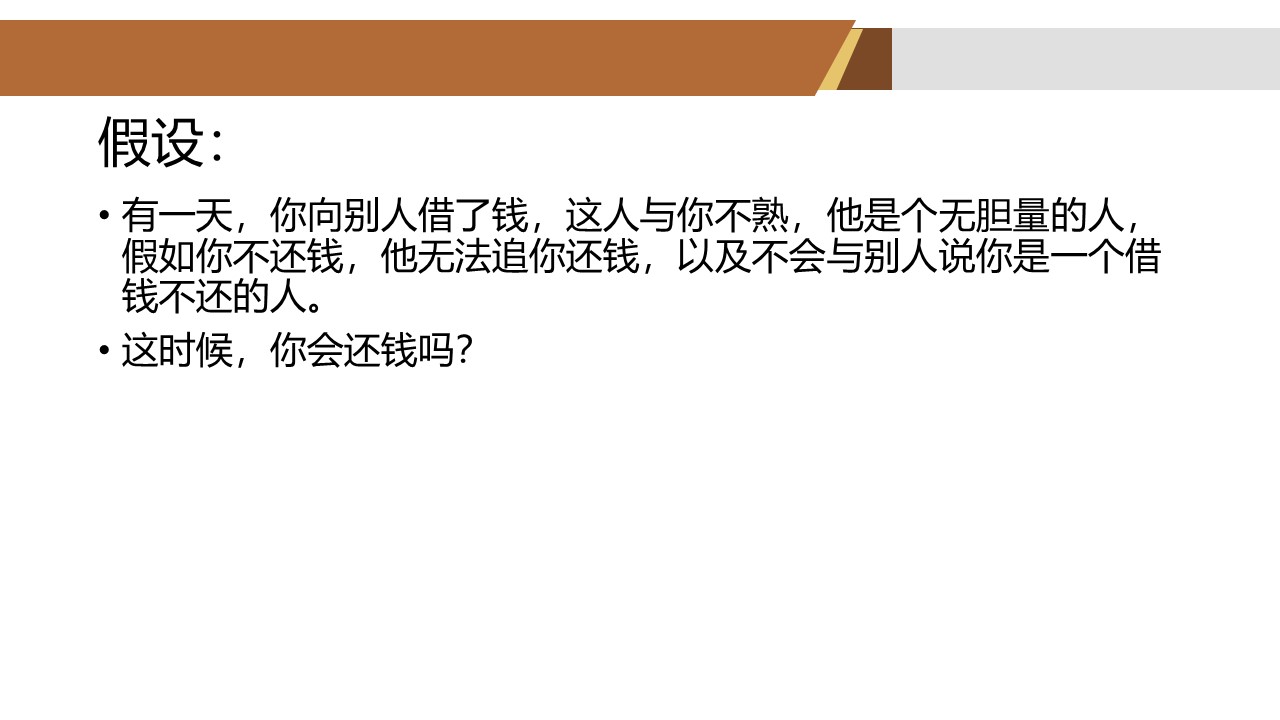 假设：
• 有一天，你向别人借了钱，这人与你不熟，他是个无胆量的人，
假如你不还钱，他无法追你还钱，以及不会与别人说你是一个借
钱不还的人。
• 这时候，你会还钱吗？